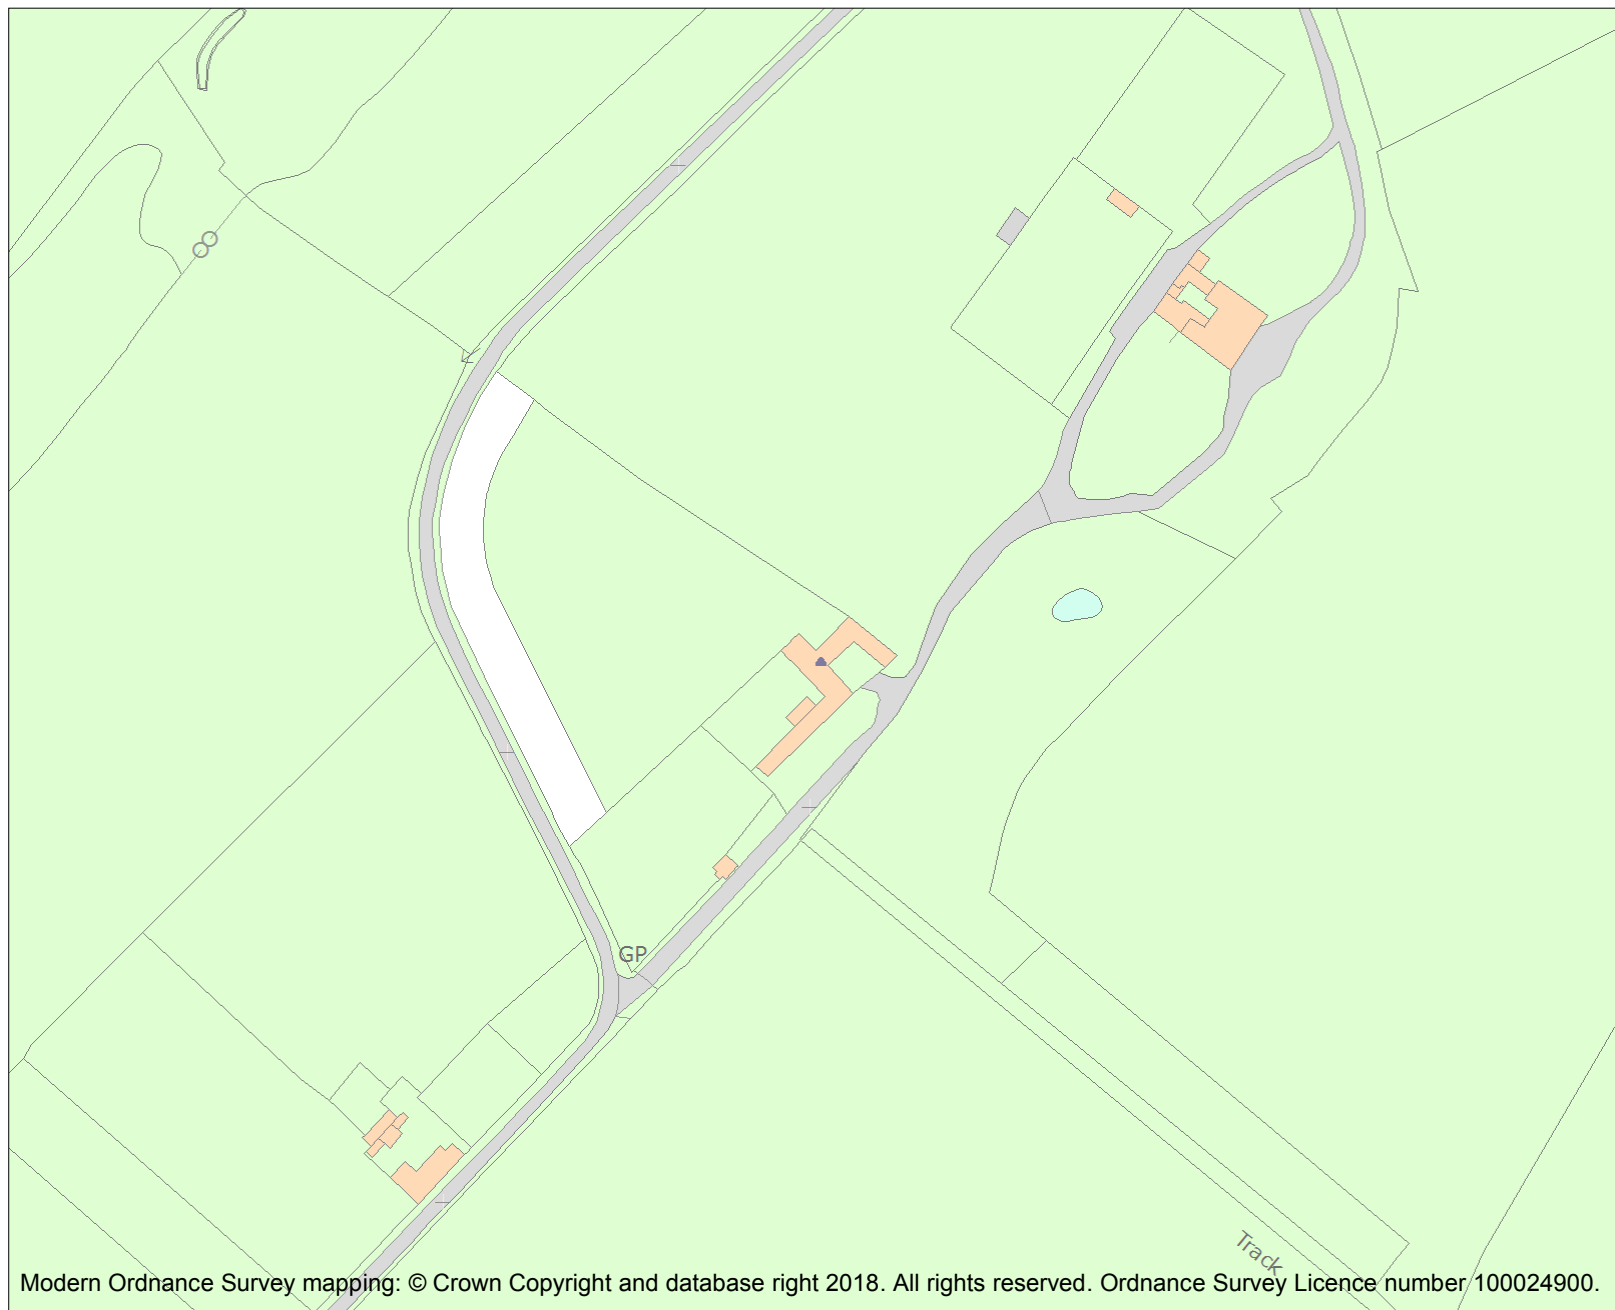 GP
Track
Modern Ordnance Survey mapping: © Crown Copyright and database right 2018. All rights reserved. Ordnance Survey Licence number 100024900.